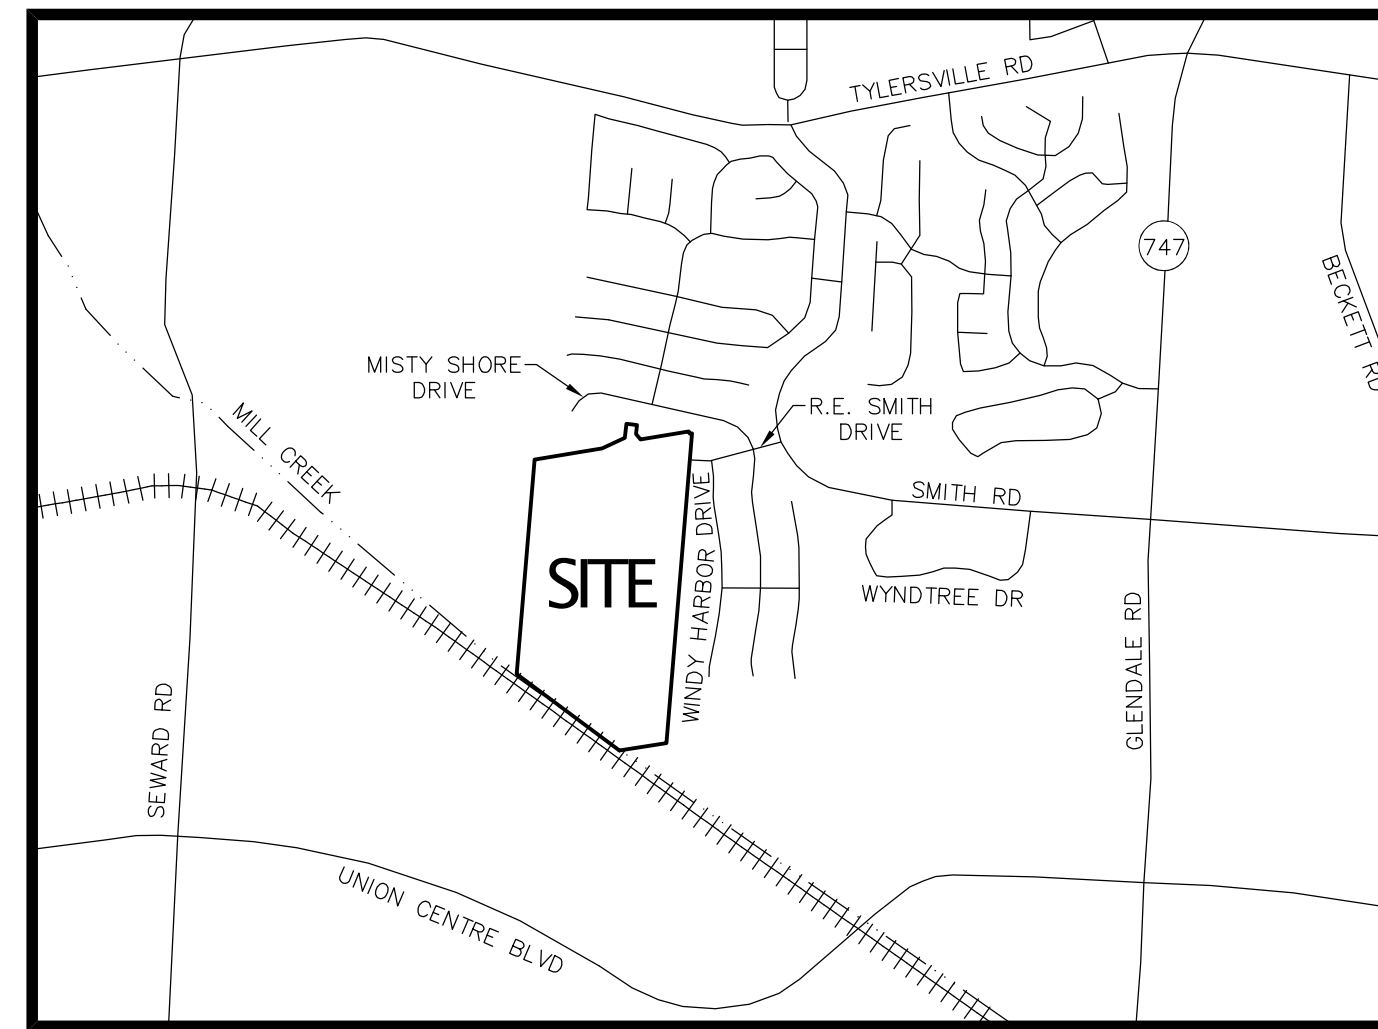 TYLERSVILLE RD
747
BECKETT RD
MISTY SHORE
DRIVE
R.E. SMITH
DRIVE
MILL CREEK
SMITH RD
WINDY HARBOR DRIVE
SITE
WYNDTREE DR
GLENDALE RD
SEWARD RD
UNION CENTRE BLVD